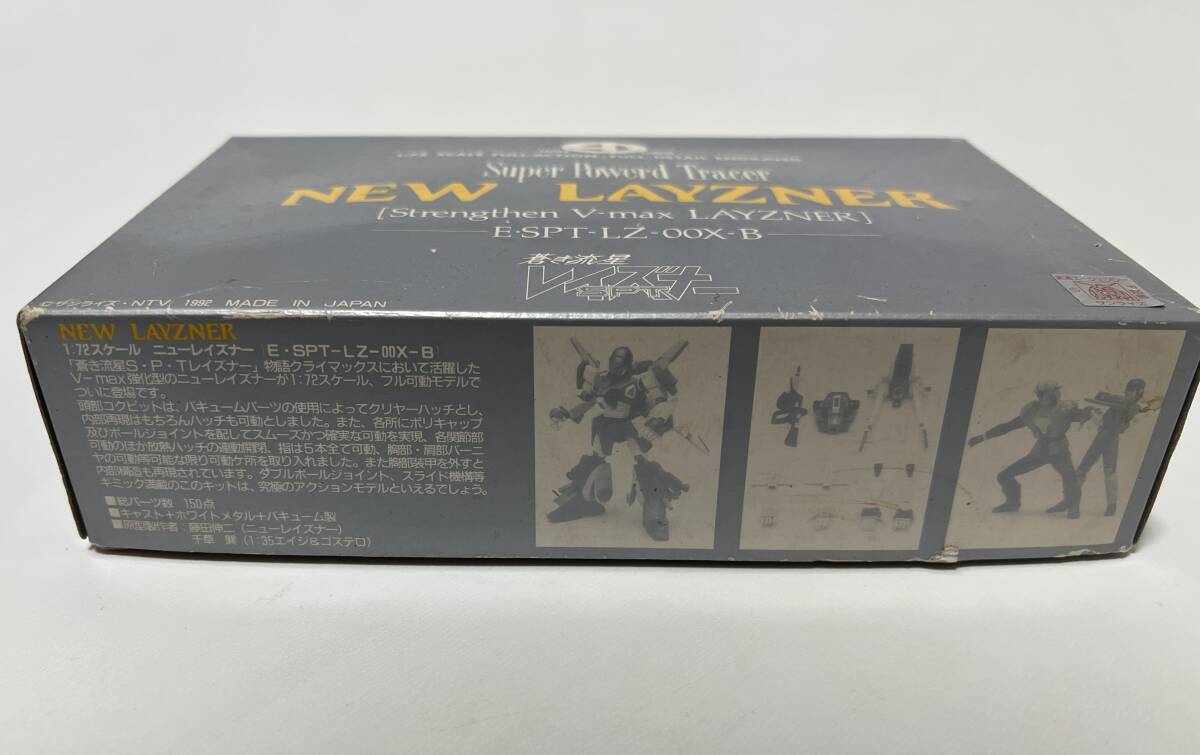 1:72 SCALE FULL-ACTION, FULL DETAIL
Super Powerd Tracer
NEW LAYZNER
[Strengthen V-max LAYZNER]
E・SPT-LZ-00X-B
蒼き流星
SPT
レイズナー
©サンライズ・NTV 1992 MADE IN JAPAN
NEW LAYZNER
1:72スケール ニューレイズナー [E・SPT-LZ-00X-B]
「蒼き流星S・P・Tレイズナー」物語クライマックスにおいて活躍した
V-max強化型のニューレイズナーが1:72スケール、フル可動モデルで
ついに登場です。
頭部コクピットは、バキュームパーツの使用によってクリヤーハッチとし、
内部再現はもちろんハッチも可動としました。また、各所にポリキャップ
及びボールジョイントを配してスムーズかつ確実な可動を実現、各関節部
可動のほか放熱ハッチの連動開閉、指は5本全て可動、胸部・肩部バーニ
ヤの可動等可能な限り可動ケ所を取り入れました。また胸部装甲を外すと
内部構造も再現されています。ダブルボールジョイント、スライド機構等
ギミック満載のこのキットは、究極のアクションモデルといえるでしょう。
■総パーツ数 150点
■キャスト+ホワイトメタル+バキューム製
■原型製作者 藤田伸二(ニューレイズナー)
千草 巽(1:35エイジ&ゴステロ)